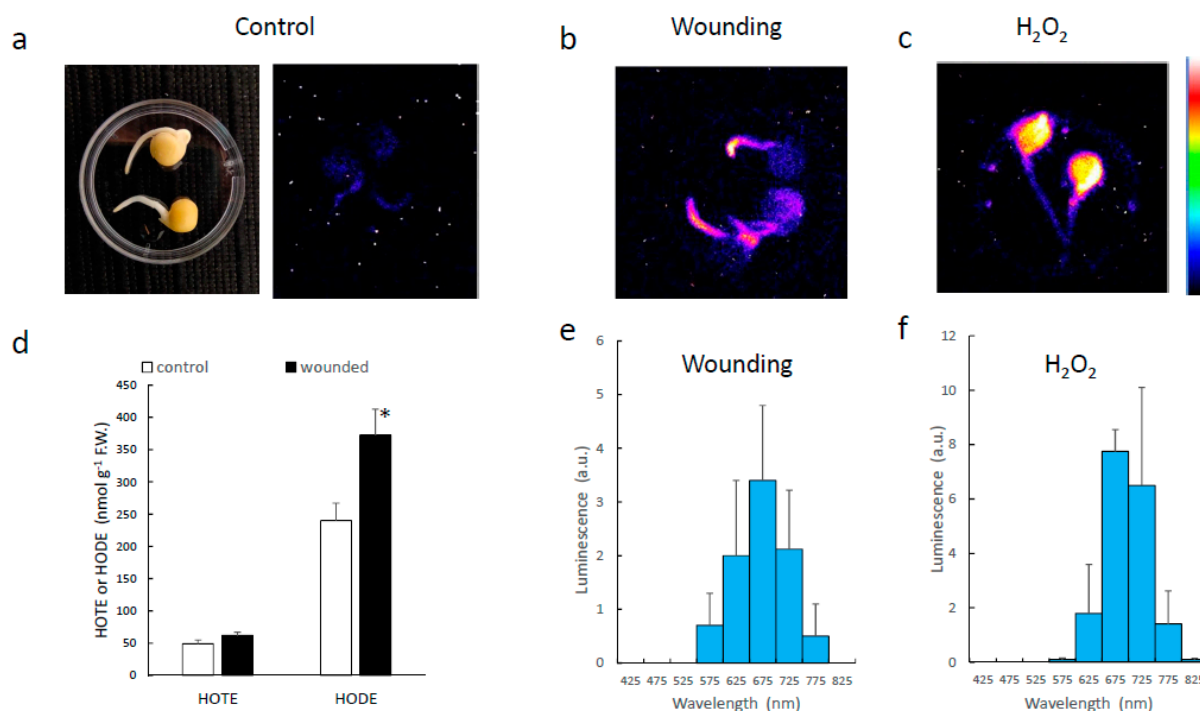 a
Control
b
Wounding
c
H₂O₂
d
control
wounded
HOTE or HODE (nmol g⁻¹ F.W.)
450
400
350
300
250
200
150
100
50
0
*
HOTE
HODE
e
Wounding
Luminescence (a.u.)
6
5
4
3
2
1
0
425 475 525 575 625 675 725 775 825
Wavelength (nm)
f
H₂O₂
Luminescence (a.u.)
12
10
8
6
4
2
0
425 475 525 575 625 675 725 775 825
Wavelength (nm)